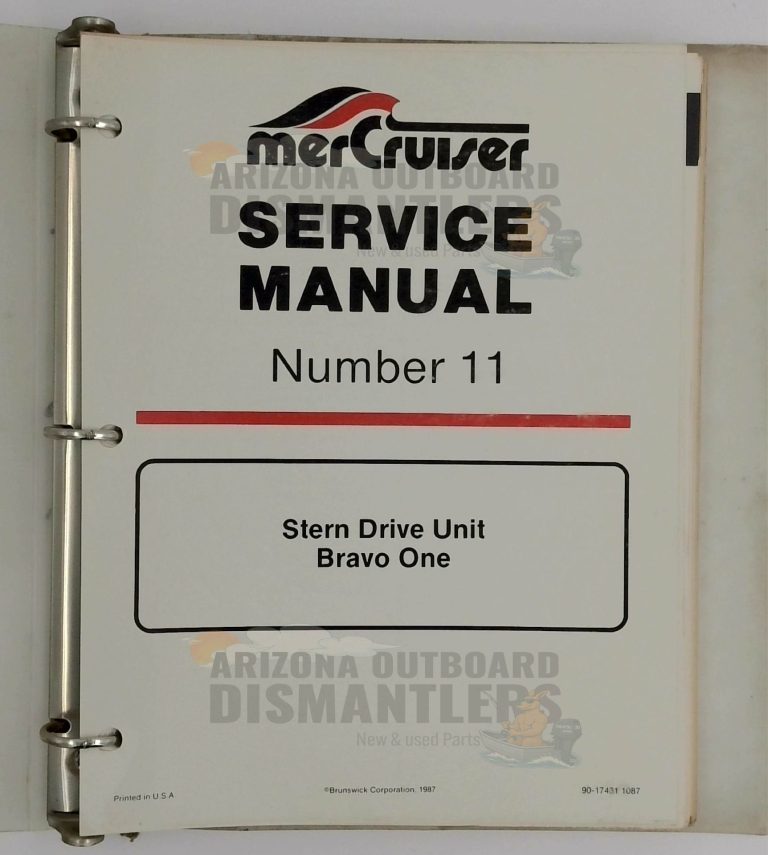 merCruiser
ARIZONA OUTBOARD
DISMANTLERS
New & used Parts
SERVICE
MANUAL
Number 11
Stern Drive Unit
Bravo One
ARIZONA OUTBOARD
DISMANTLERS
New & used Parts
Printed in U.S.A
©Brunswick Corporation, 1987
90-17431 1087